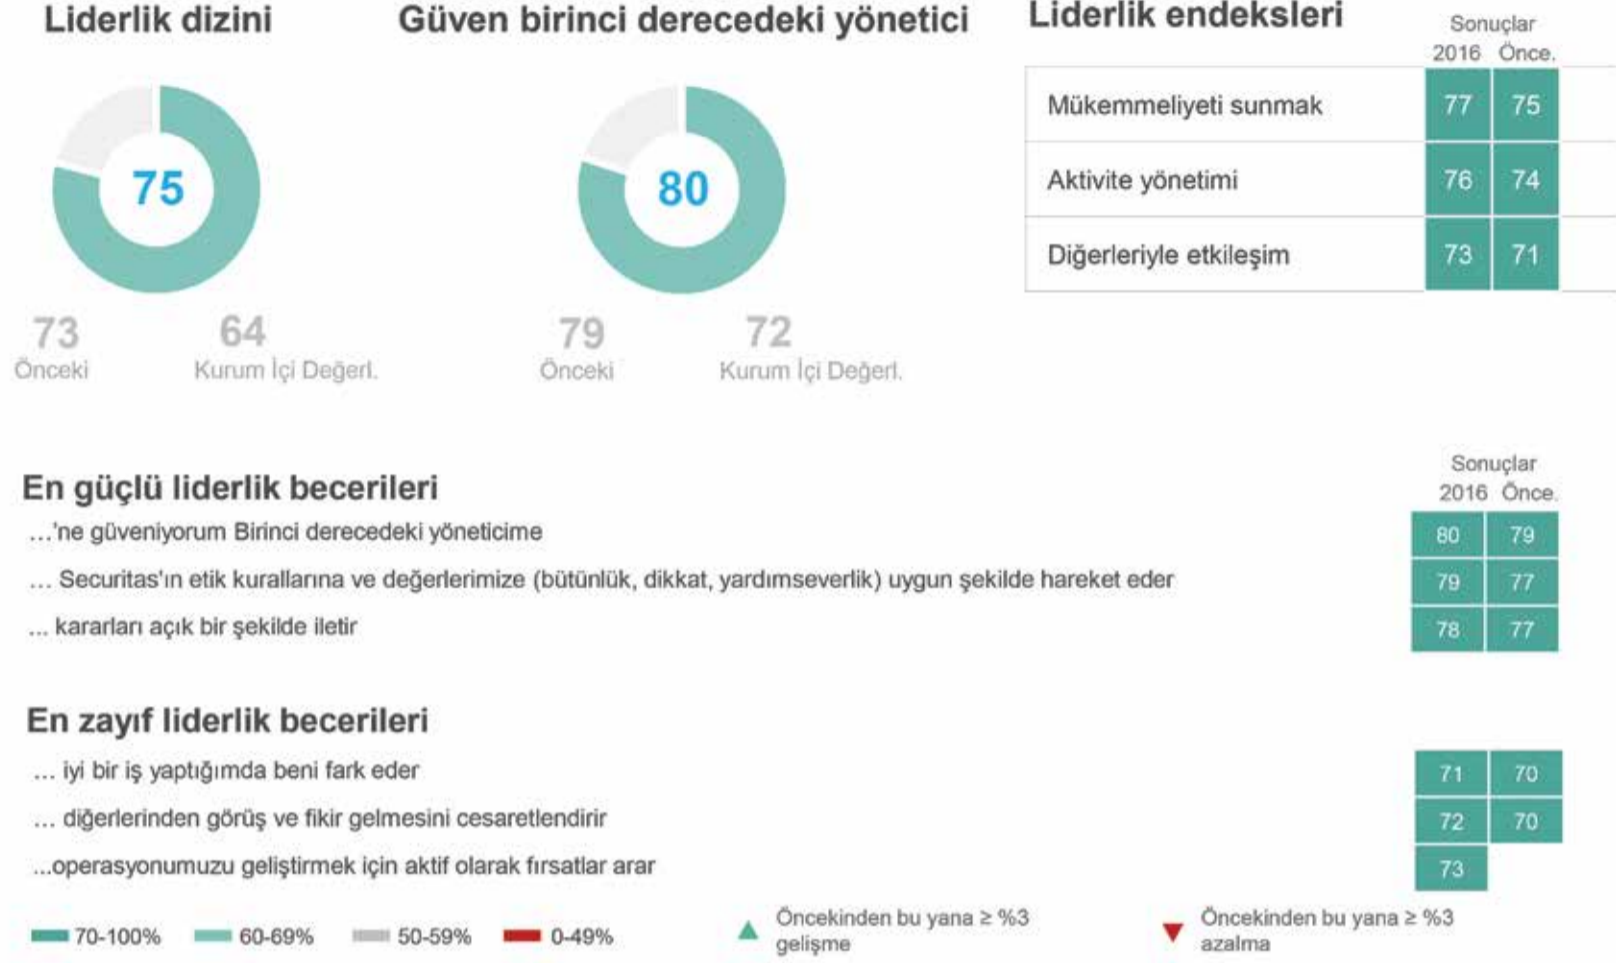 Liderlik dizini
75
73 64
Önceki Kurum İçi Değerl.
Güven birinci derecedeki yönetici
80
79 72
Önceki Kurum İçi Değerl.
Liderlik endeksleri
Sonuçlar
2016 Önce.
Mükemmeliyeti sunmak 77 75
Aktivite yönetimi 76 74
Diğerleriyle etkileşim 73 71
Sonuçlar
2016 Önce.
En güçlü liderlik becerileri
…'ne güveniyorum Birinci derecedeki yöneticime 80 79
… Securitas'ın etik kurallarına ve değerlerimize (bütünlük, dikkat, yardımseverlik) uygun şekilde hareket eder 79 77
... kararları açık bir şekilde iletir 78 77
En zayıf liderlik becerileri
… iyi bir iş yaptığımda beni fark eder 71 70
… diğerlerinden görüş ve fikir gelmesini cesaretlendirir 72 70
...operasyonumuzu geliştirmek için aktif olarak fırsatlar arar 73
70-100% 60-69% 50-59% 0-49%
Öncekinden bu yana ≥ %3
gelişme
Öncekinden bu yana ≥ %3
azalma